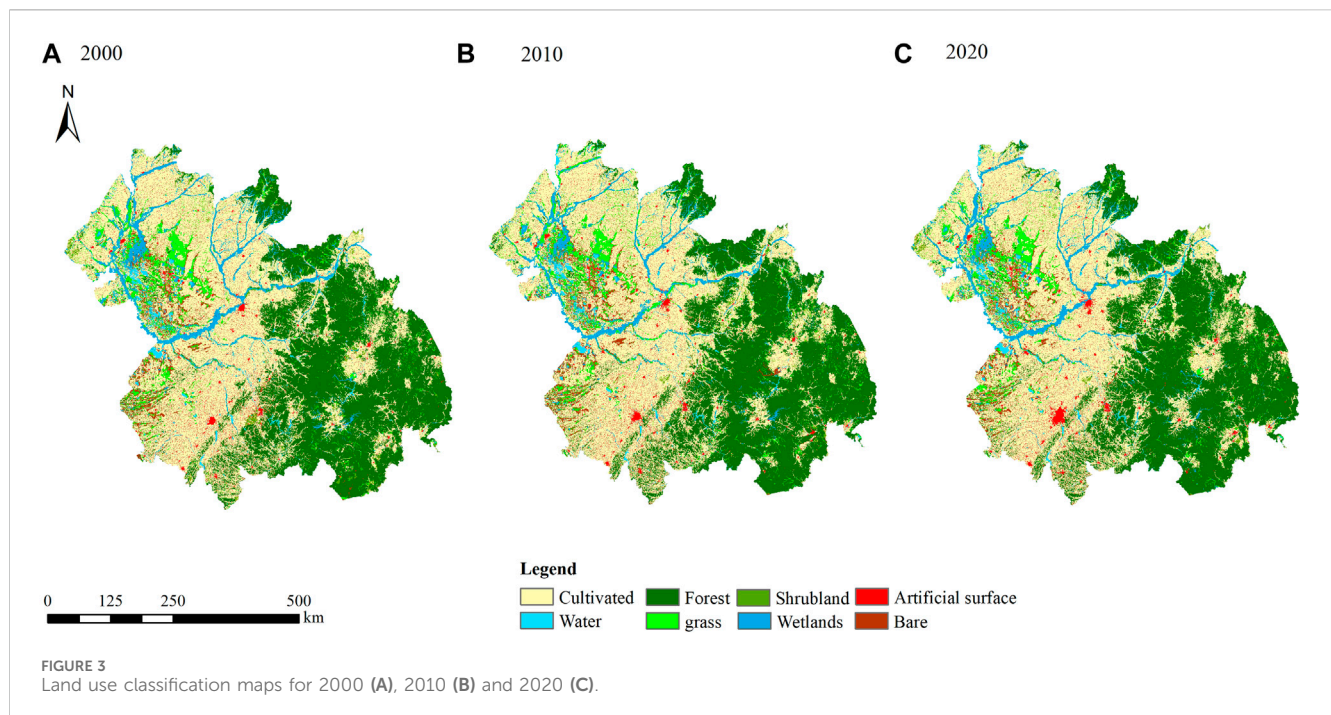 A 2000
B 2010
C 2020
N
Legend
Cultivated Forest Shrubland Artificial surface
Water grass Wetlands Bare
0 125 250 500
km
FIGURE 3
Land use classification maps for 2000 (A), 2010 (B) and 2020 (C).